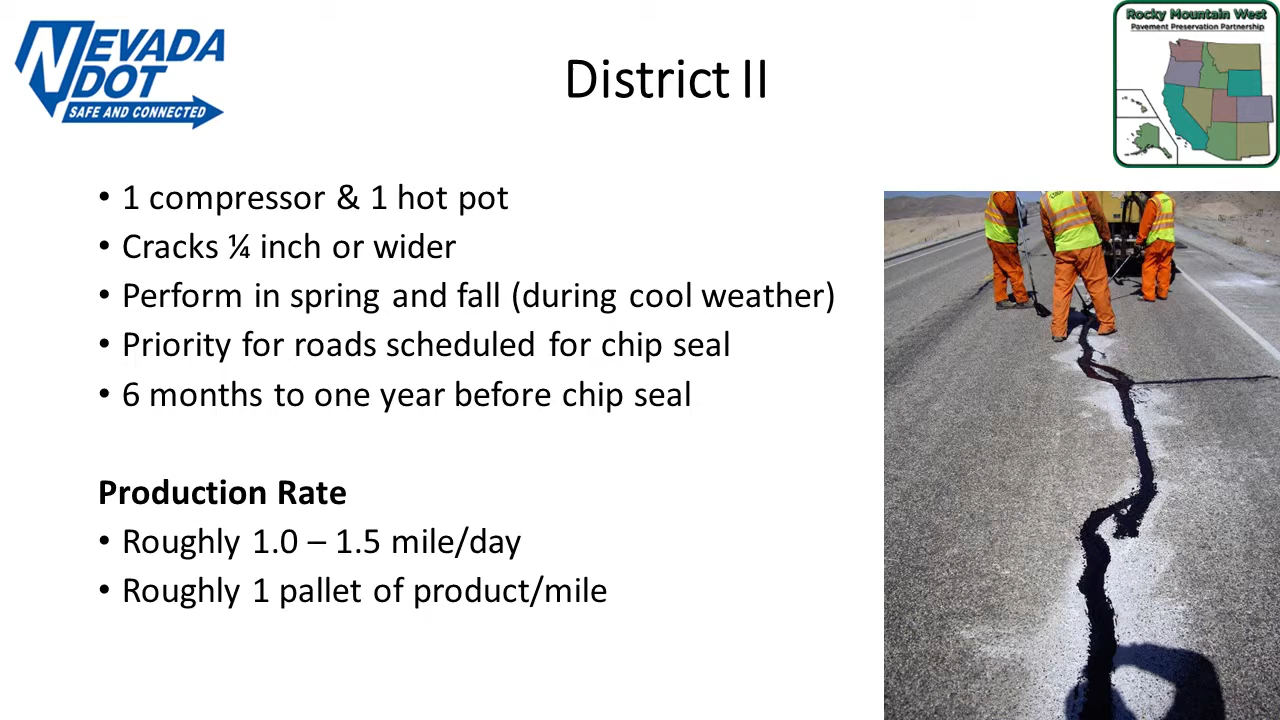 NEVADA
DOT
SAFE AND CONNECTED
District II
Rocky Mountain West
Pavement Preservation Partnership
• 1 compressor & 1 hot pot
• Cracks ¼ inch or wider
• Perform in spring and fall (during cool weather)
• Priority for roads scheduled for chip seal
• 6 months to one year before chip seal
Production Rate
• Roughly 1.0 – 1.5 mile/day
• Roughly 1 pallet of product/mile